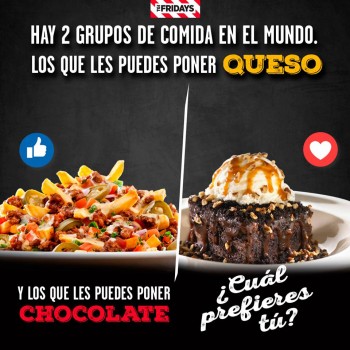 FRIDAYS
HAY 2 GRUPOS DE COMIDA EN EL MUNDO.
LOS QUE LES PUEDES PONER QUESO
Y LOS QUE LES PUEDES PONER
CHOCOLATE
¿Cuál
prefieres
tú?